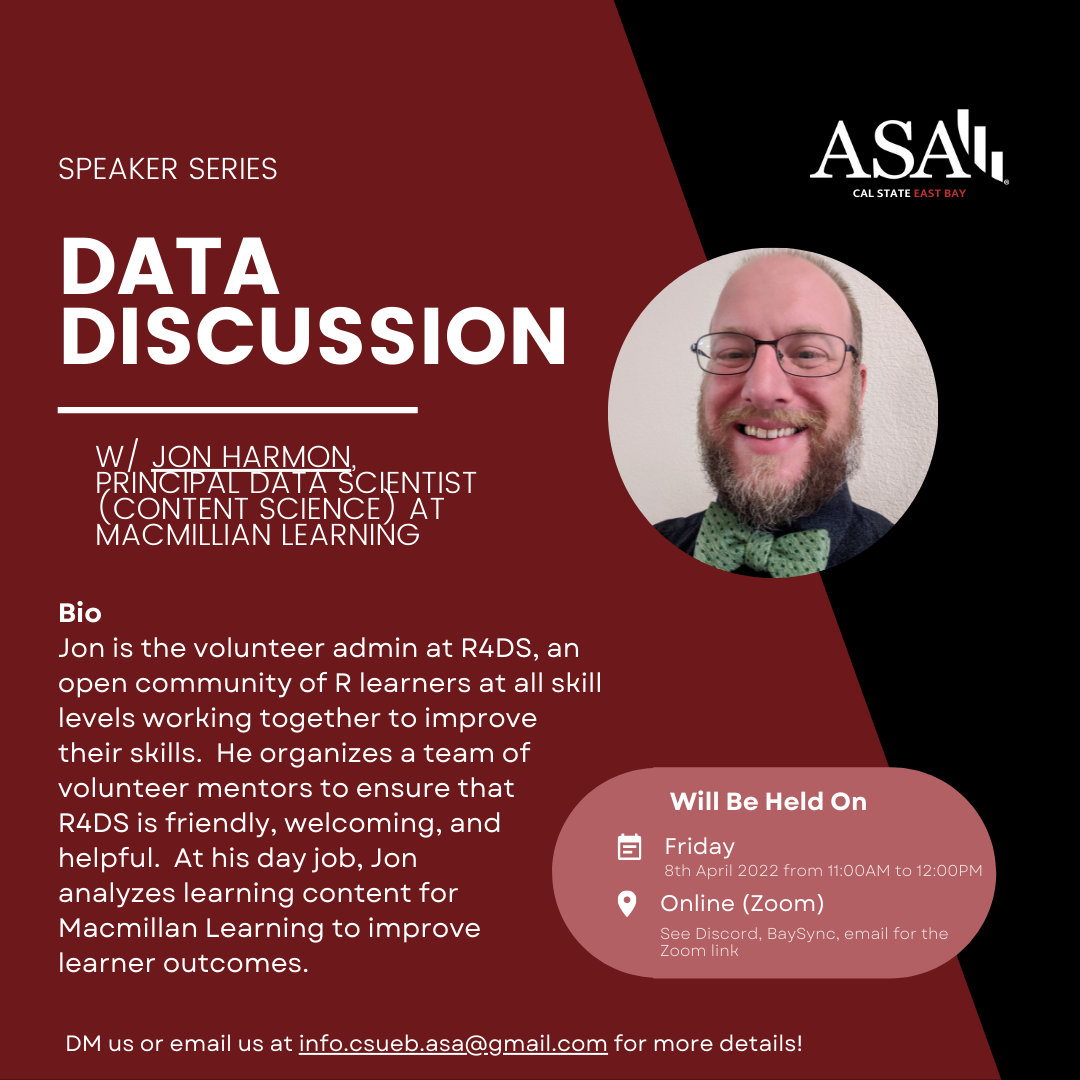 SPEAKER SERIES
ASA
®
CAL STATE EAST BAY
DATA
DISCUSSION
W/ JON HARMON,
PRINCIPAL DATA SCIENTIST
(CONTENT SCIENCE) AT
MACMILLIAN LEARNING
Bio
Jon is the volunteer admin at R4DS, an
open community of R learners at all skill
levels working together to improve
their skills.  He organizes a team of
volunteer mentors to ensure that
R4DS is friendly, welcoming, and
helpful.  At his day job, Jon
analyzes learning content for
Macmillan Learning to improve
learner outcomes.
Will Be Held On
Friday
8th April 2022 from 11:00AM to 12:00PM
Online (Zoom)
See Discord, BaySync, email for the
Zoom link
DM us or email us at info.csueb.asa@gmail.com for more details!